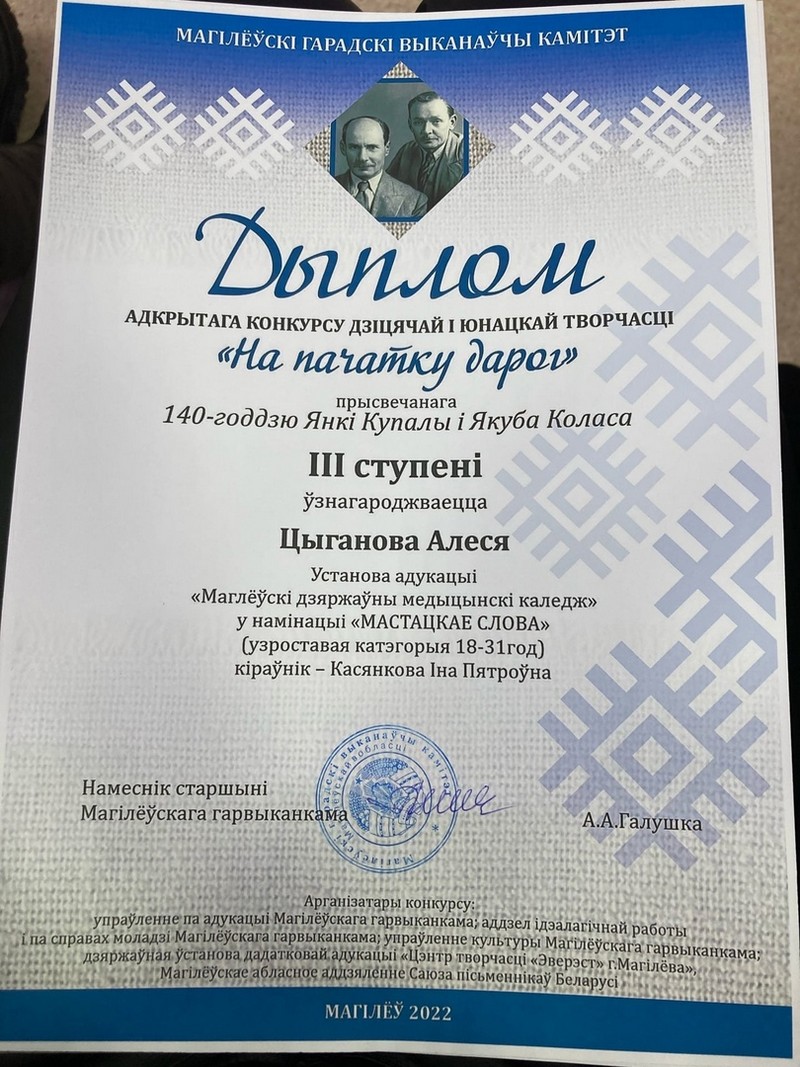 МАГІЛЁЎСКІ ГАРАДСКІ ВЫКАНАЎЧЫ КАМІТЭТ
Дыплом
АДКРЫТАГА КОНКУРСУ ДЗІЦЯЧАЙ І ЮНАЦКАЙ ТВОРЧАСЦІ
«На пачатку дарог»
прысвечанага
140-годдзю Янкі Купалы і Якуба Коласа
III ступені
ўзнагароджваецца
Цыганова Алеся
Установа адукацыі
«Маглёўскі дзяржаўны медыцынскі каледж»
у намінацыі «МАСТАЦКАЕ СЛОВА»
(узроставая катэгорыя 18-31год)
кіраўнік – Касянкова Іна Пятроўна
Намеснік старшыні
Магілёўскага гарвыканкама
А.А.Галушка
Арганізатары конкурсу:
упраўленне па адукацыі Магілёўскага гарвыканкама; аддзел ідэалагічнай работы
і па справах моладзі Магілёўскага гарвыканкама; упраўленне культуры Магілёўскага гарвыканкама;
дзяржаўная ўстанова дадатковай адукацыі «Цэнтр творчасці «Эверэст» г.Магілёва»,
Магілёўскае абласное аддзяленне Саюза пісьменнікаў Беларусі
МАГІЛЁЎ 2022